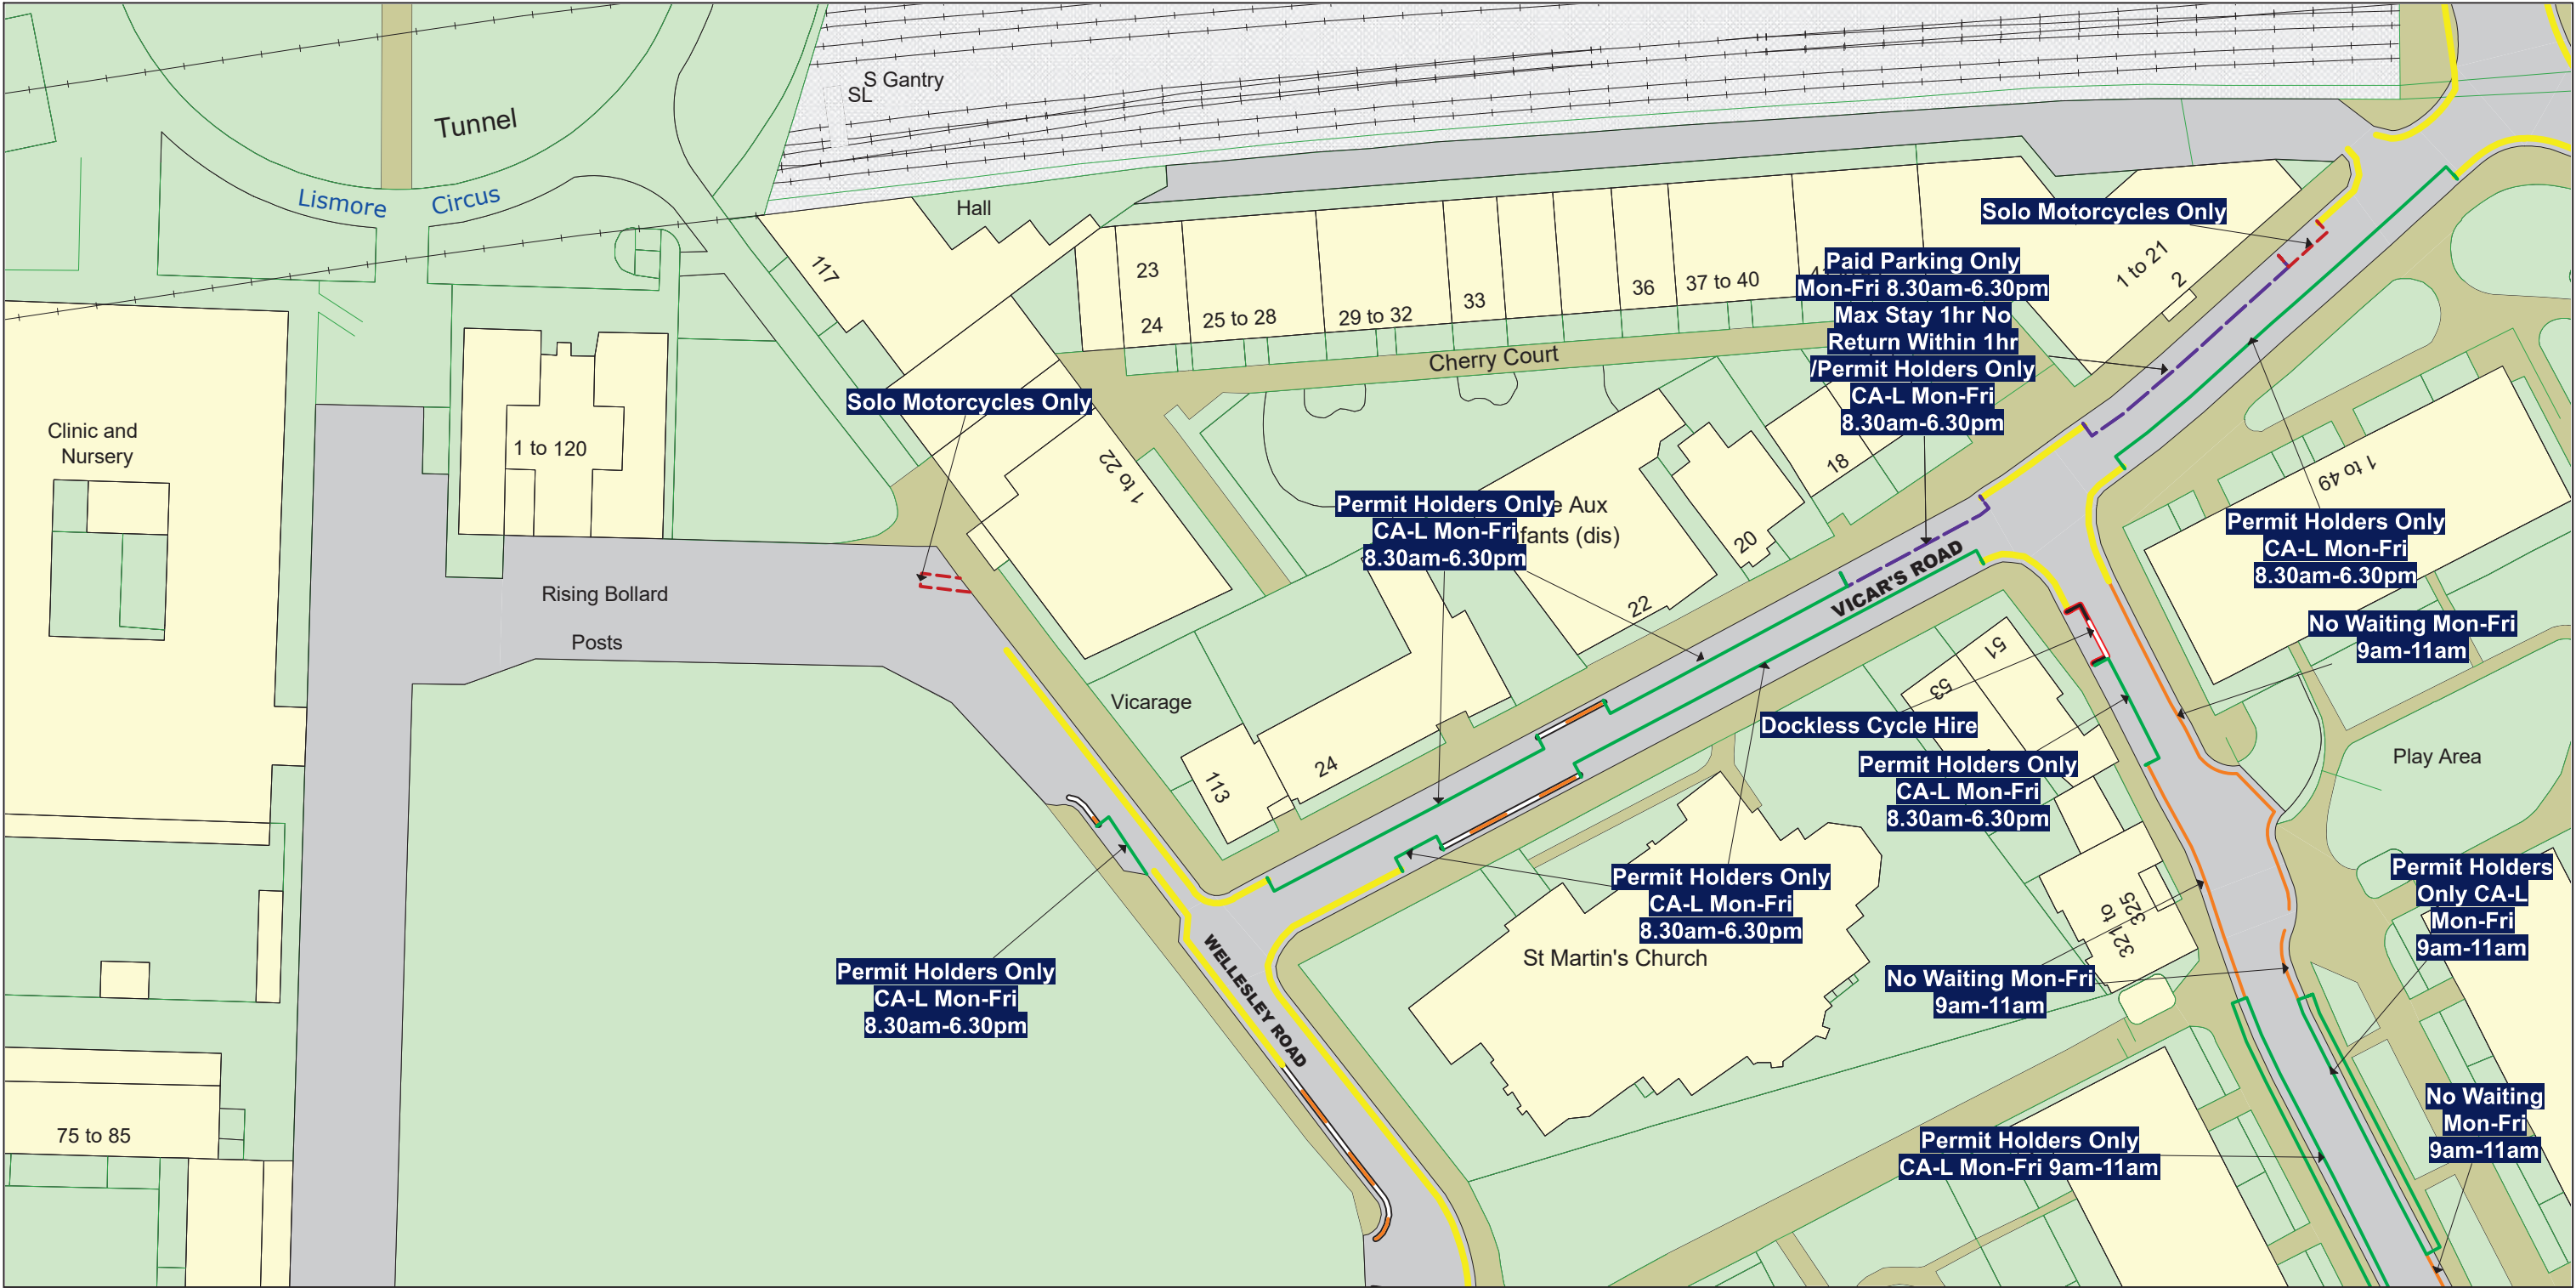 S Gantry
SL
Tunnel
Lismore Circus
Hall
117
23
24
25 to 28
29 to 32
33
36
37 to 40
Cherry Court
Solo Motorcycles Only
1 to 21
2
Paid Parking Only
Mon-Fri 8.30am-6.30pm
Max Stay 1hr No
Return Within 1hr
/Permit Holders Only
CA-L Mon-Fri
8.30am-6.30pm
Solo Motorcycles Only
Clinic and
Nursery
1 to 120
1 to 22
18
20
22
Permit Holders Only
CA-L Mon-Fri
8.30am-6.30pm
Aux
(dis)
1 to 49
Permit Holders Only
CA-L Mon-Fri
8.30am-6.30pm
VICAR'S ROAD
Rising Bollard
Posts
No Waiting Mon-Fri
9am-11am
51
53
Vicarage
Dockless Cycle Hire
Play Area
24
113
Permit Holders Only
CA-L Mon-Fri
8.30am-6.30pm
Permit Holders Only
CA-L Mon-Fri
8.30am-6.30pm
St Martin's Church
321 to
325
Permit Holders
Only CA-L
Mon-Fri
9am-11am
Permit Holders Only
CA-L Mon-Fri
8.30am-6.30pm
WELLESLEY ROAD
No Waiting Mon-Fri
9am-11am
75 to 85
Permit Holders Only
CA-L Mon-Fri 9am-11am
No Waiting
Mon-Fri
9am-11am